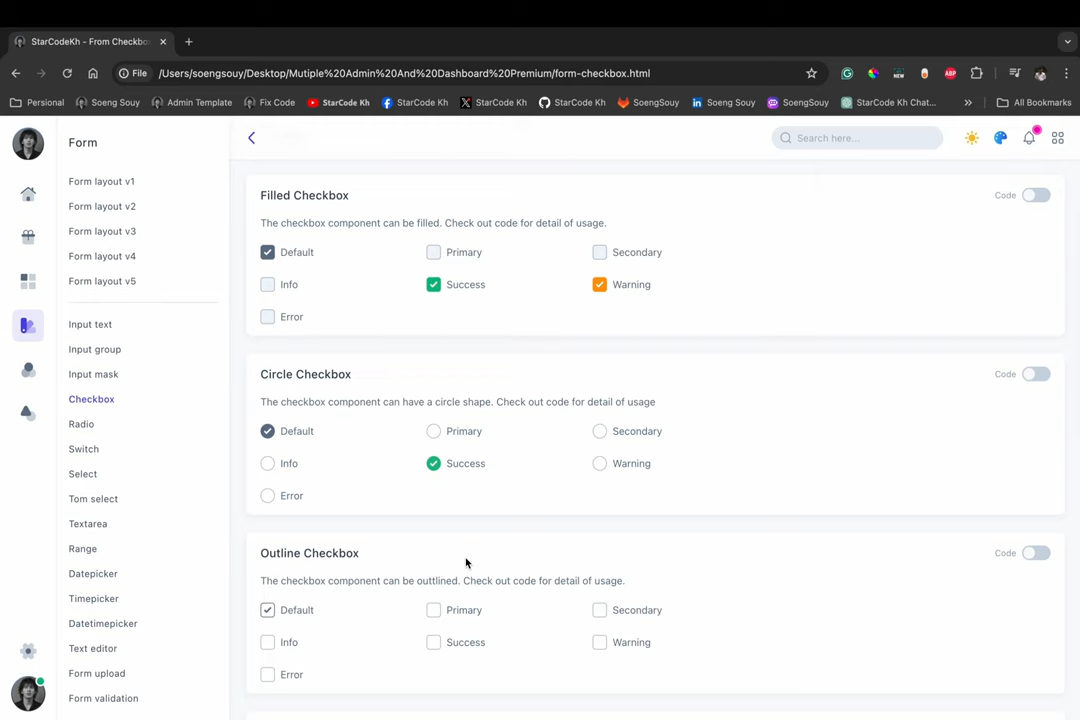 StarCodeKh - From Checkbo
File
/Users/soengsouy/Desktop/Mutiple%20Admin%20And%20Dashboard%20Premium/form-checkbox.html
NEW
ABP
Persional
Soeng Souy
Admin Template
Fix Code
StarCode Kh
StarCode Kh
StarCode Kh
StarCode Kh
SoengSouy
Soeng Souy
SoengSouy
StarCode Kh Chat...
All Bookmarks
Form
Form layout v1
Form layout v2
Form layout v3
Form layout v4
Form layout v5
Input text
Input group
Input mask
Checkbox
Radio
Switch
Select
Tom select
Textarea
Range
Datepicker
Timepicker
Datetimepicker
Text editor
Form upload
Form validation
Search here...
Filled Checkbox
Code
The checkbox component can be filled. Check out code for detail of usage.
Default
Primary
Secondary
Info
Success
Warning
Error
Circle Checkbox
Code
The checkbox component can have a circle shape. Check out code for detail of usage
Default
Primary
Secondary
Info
Success
Warning
Error
Outline Checkbox
Code
The checkbox component can be outtlined. Check out code for detail of usage.
Default
Primary
Secondary
Info
Success
Warning
Error